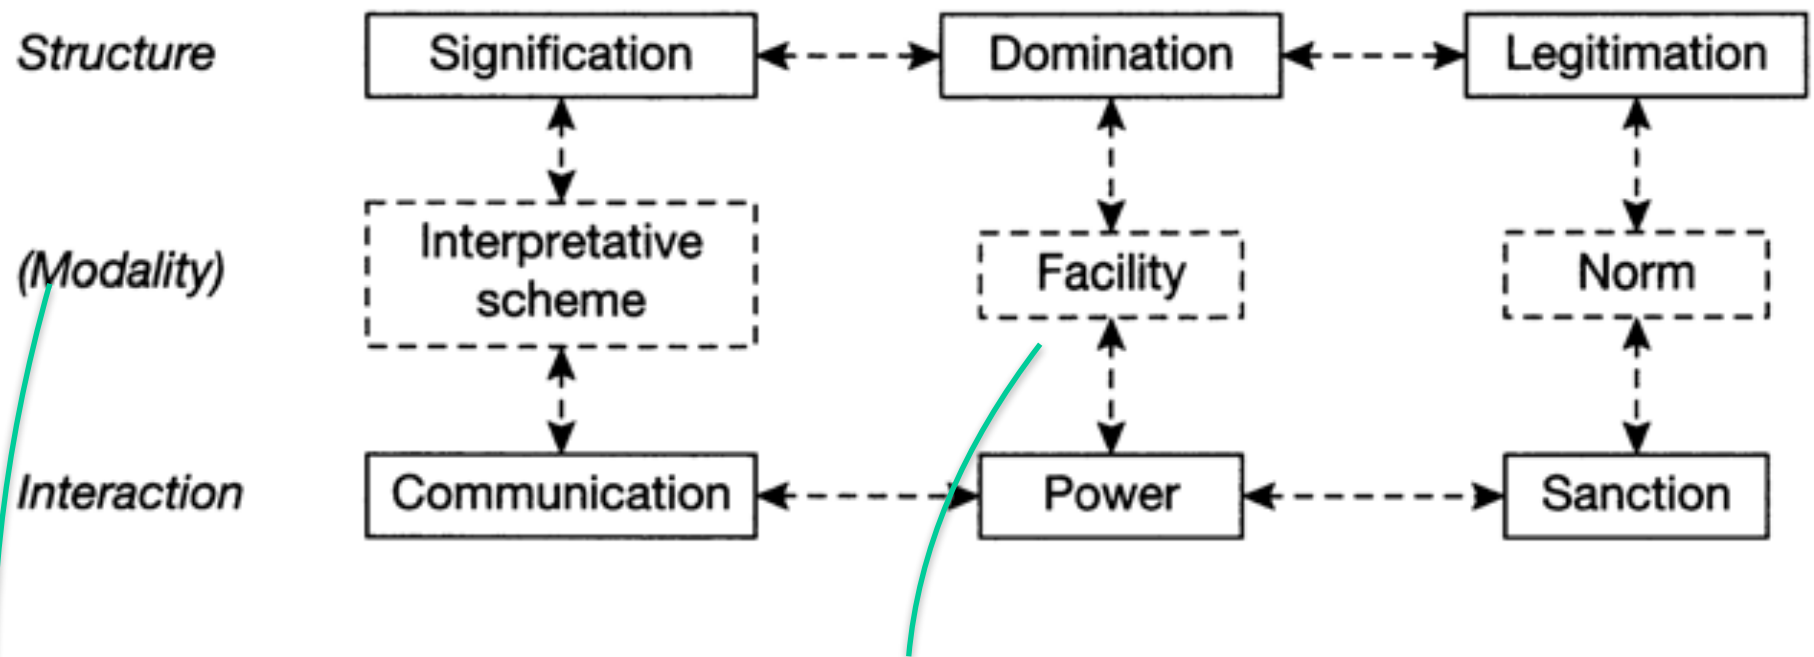 Structure
Signification
Domination
Legitimation
(Modality)
Interpretative
scheme
Facility
Norm
Interaction
Communication
Power
Sanction